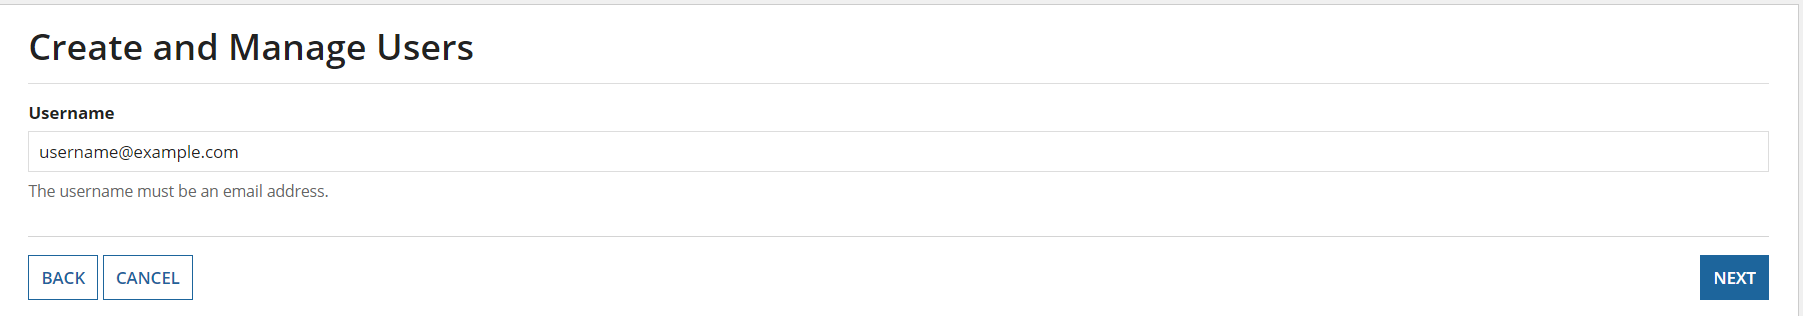 Create and Manage Users
Username
username@example.com
The username must be an email address.
BACK CANCEL NEXT